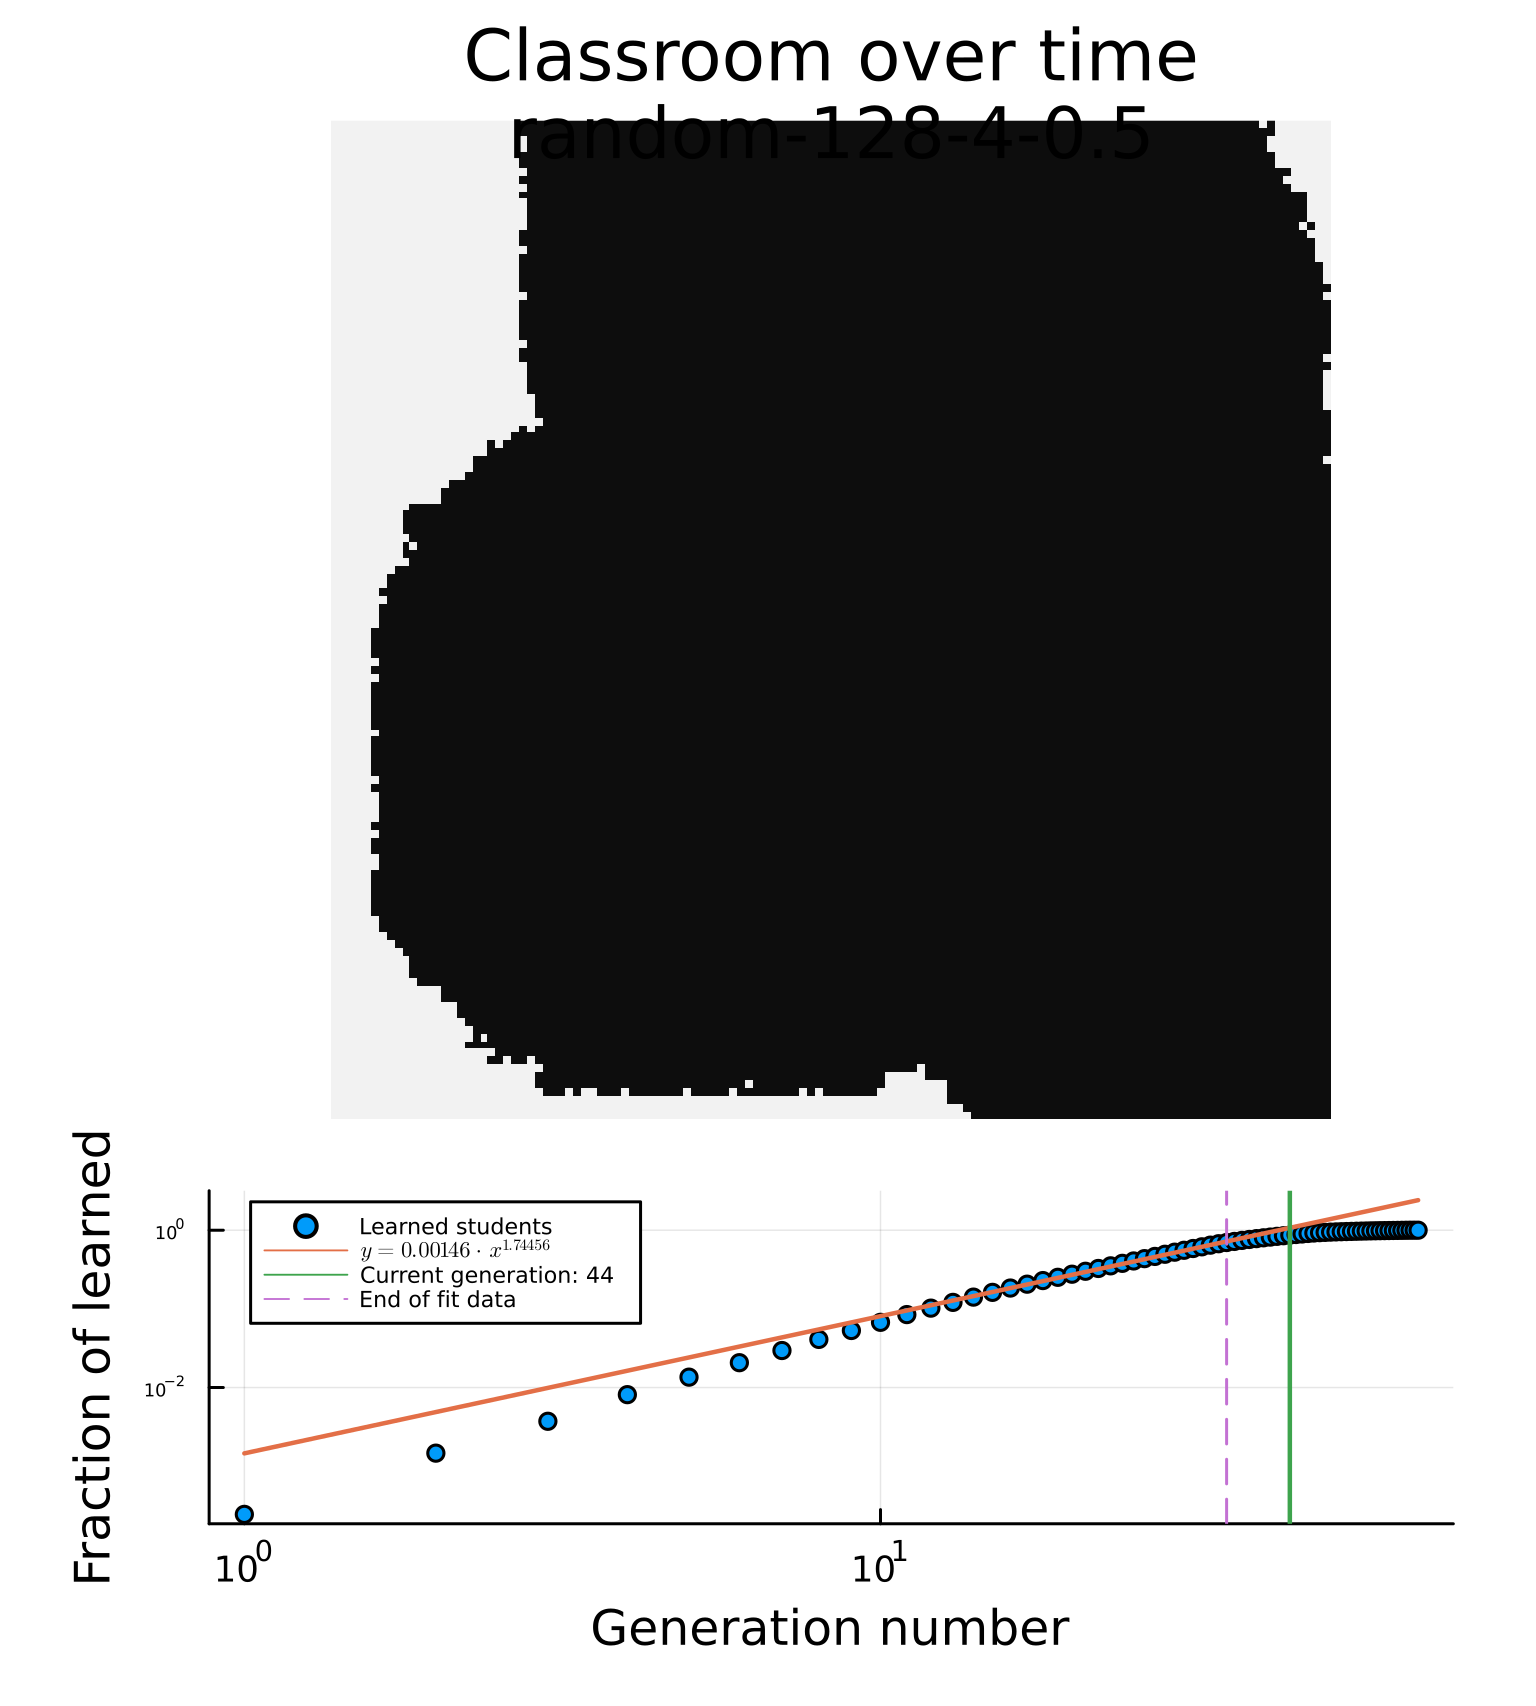 Classroom over time
random-128-4-0.5
Fraction of learned
10⁰
10⁻²
Learned students
y = 0.00146 · x^1.74456
Current generation: 44
End of fit data
10⁰
10¹
Generation number